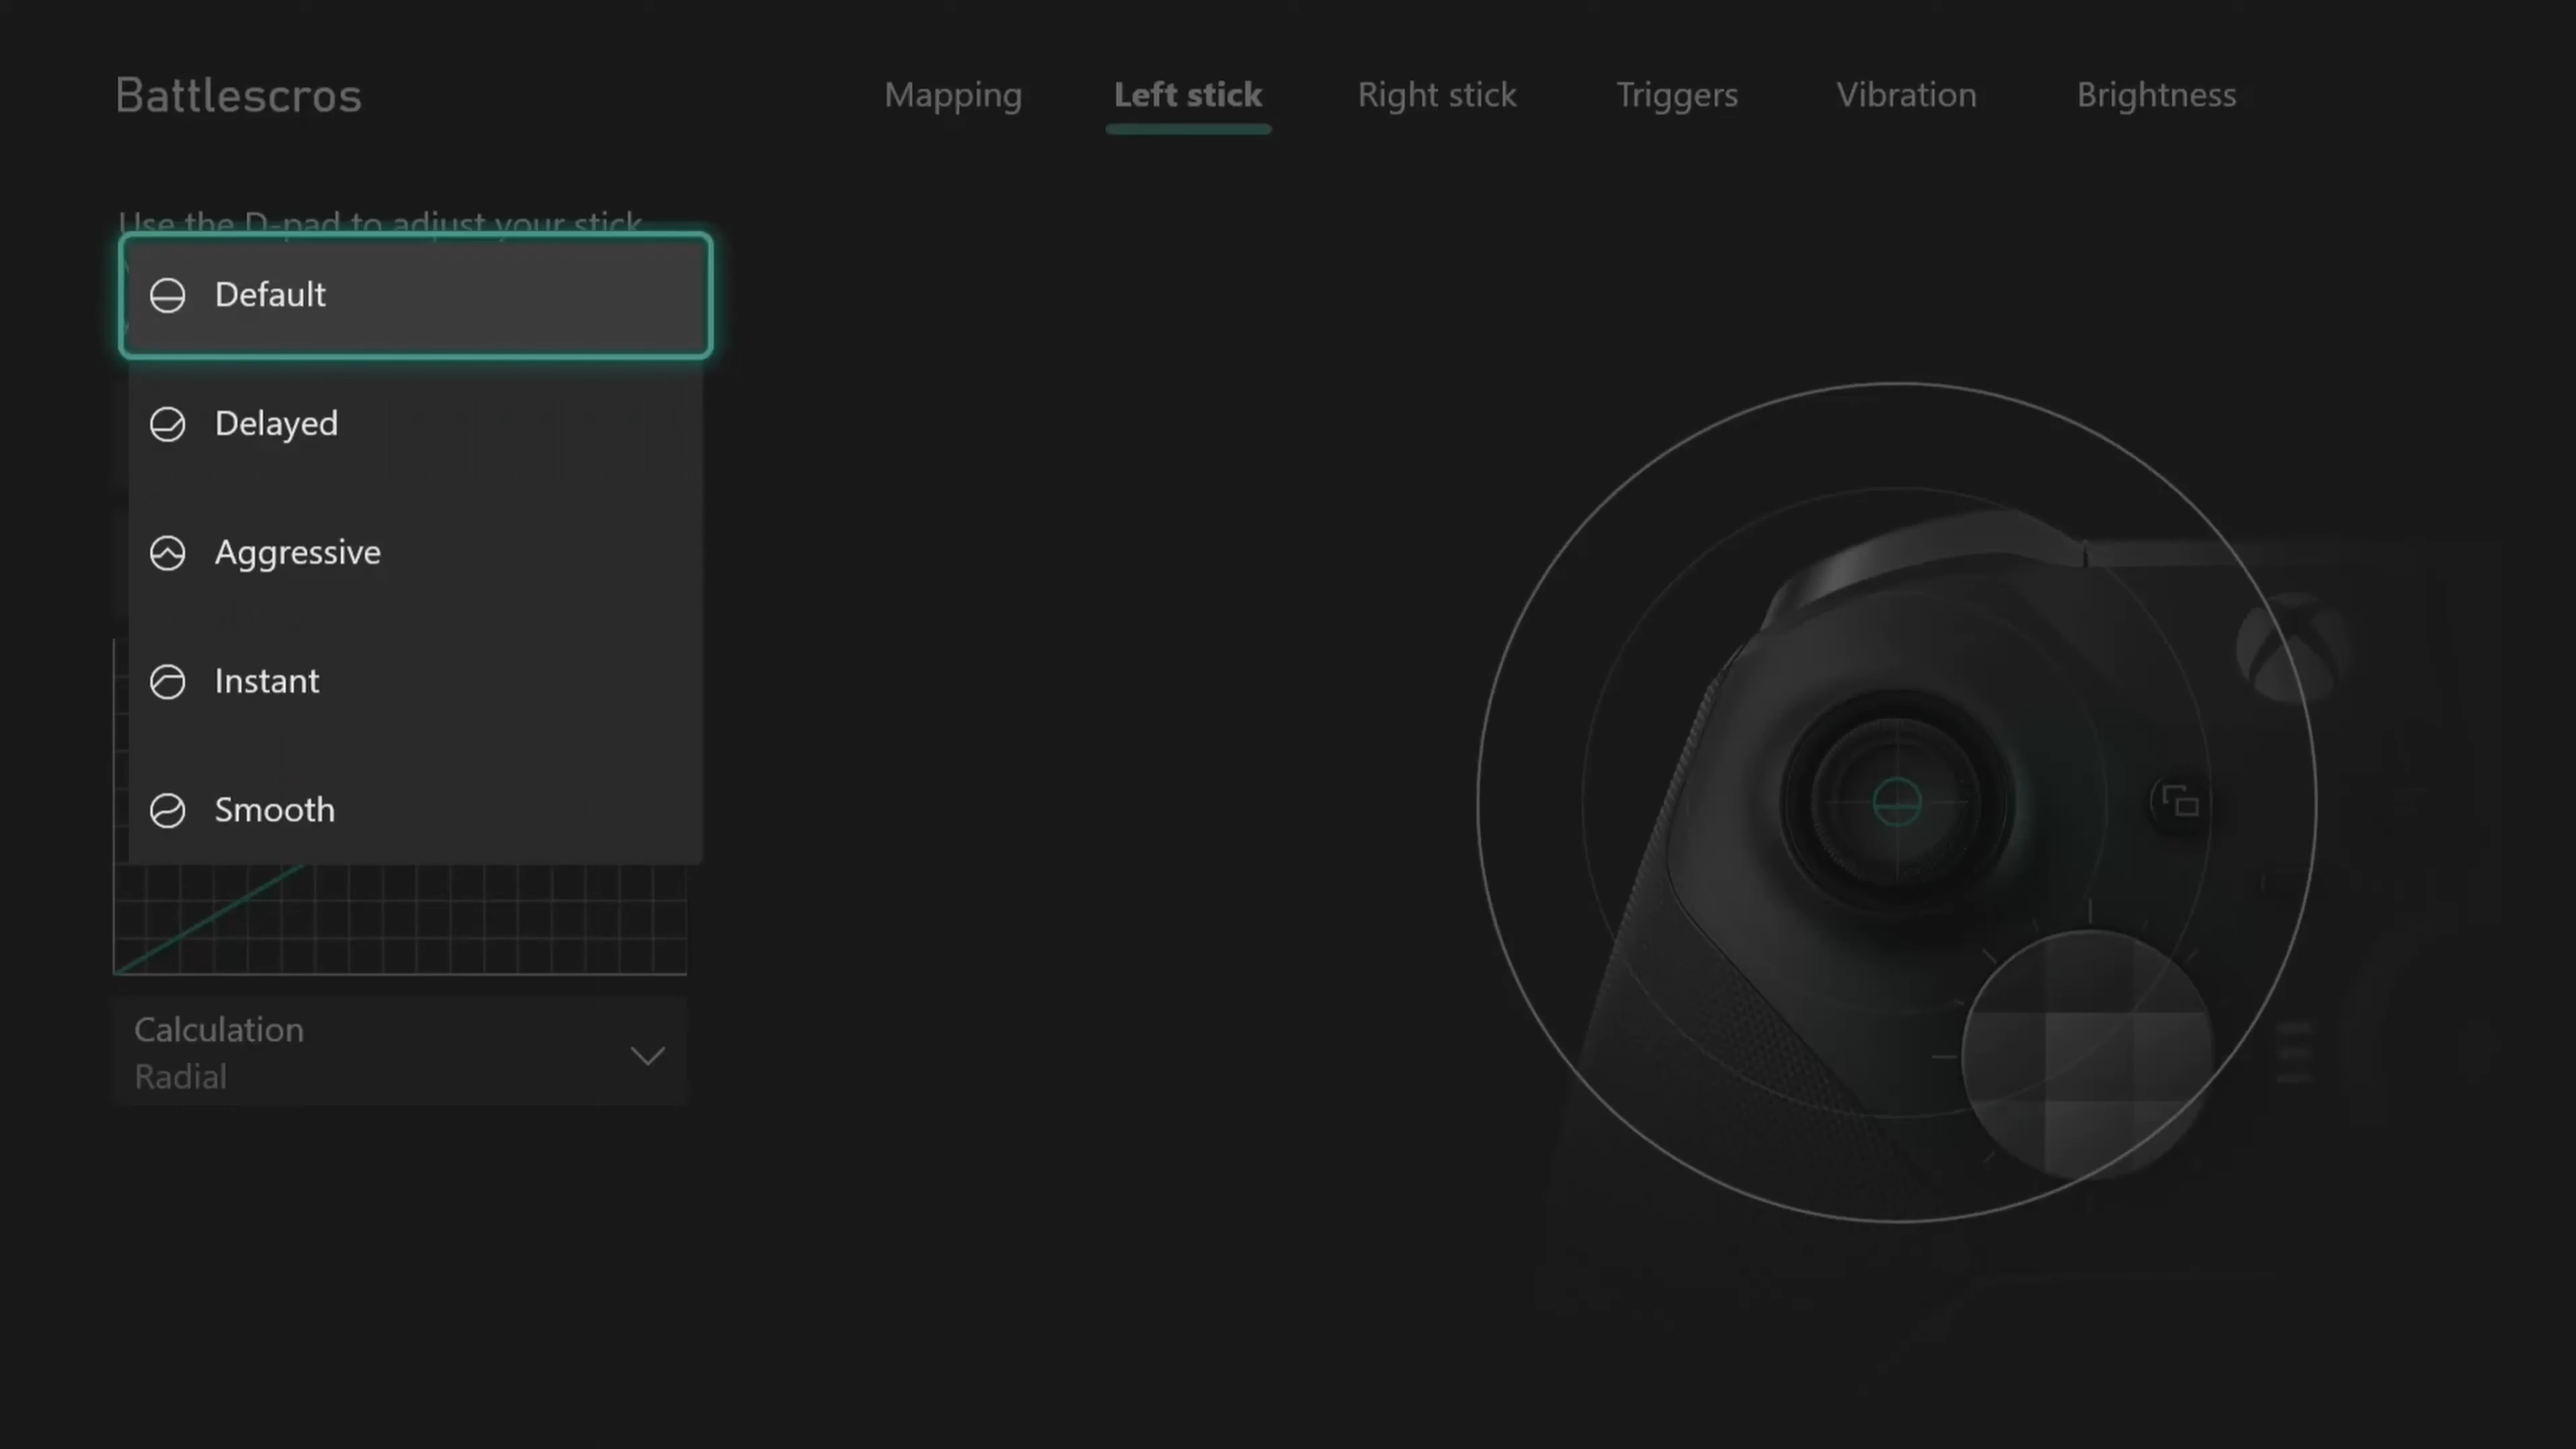 Battlescros
Mapping
Left stick
Right stick
Triggers
Vibration
Brightness
Use the D-pad to adjust your stick
Default
Delayed
Aggressive
Instant
Smooth
Calculation
Radial